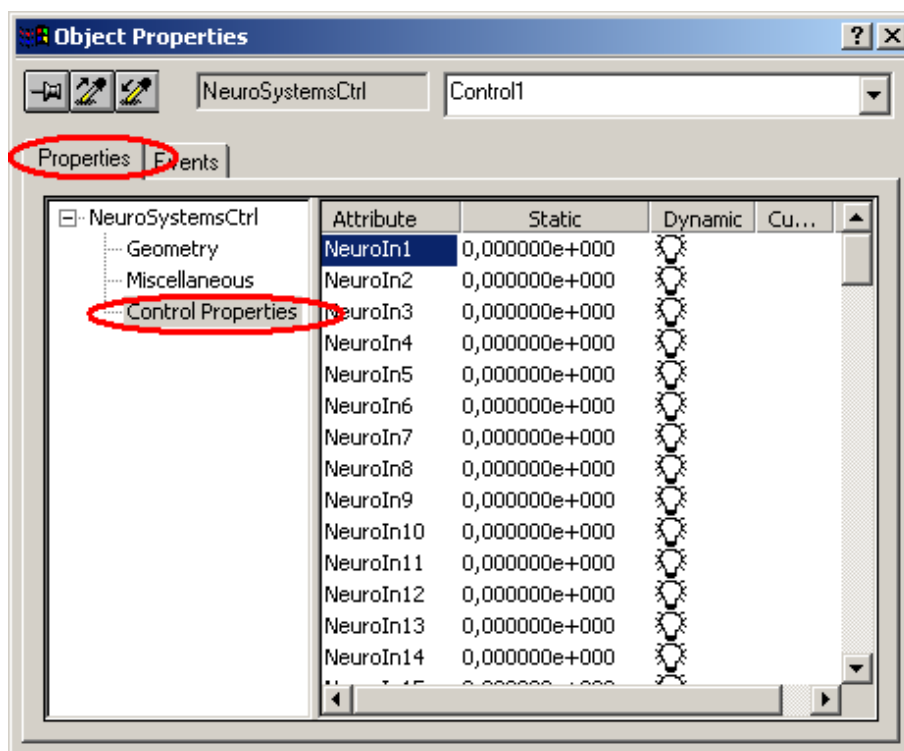 Object Properties
NeuroSystemsCtrl Control1
Properties Events
NeuroSystemsCtrl
Geometry
Miscellaneous
Control Properties
Attribute Static Dynamic Cu...
NeuroIn1 0,000000e+000
NeuroIn2 0,000000e+000
NeuroIn3 0,000000e+000
NeuroIn4 0,000000e+000
NeuroIn5 0,000000e+000
NeuroIn6 0,000000e+000
NeuroIn7 0,000000e+000
NeuroIn8 0,000000e+000
NeuroIn9 0,000000e+000
NeuroIn10 0,000000e+000
NeuroIn11 0,000000e+000
NeuroIn12 0,000000e+000
NeuroIn13 0,000000e+000
NeuroIn14 0,000000e+000